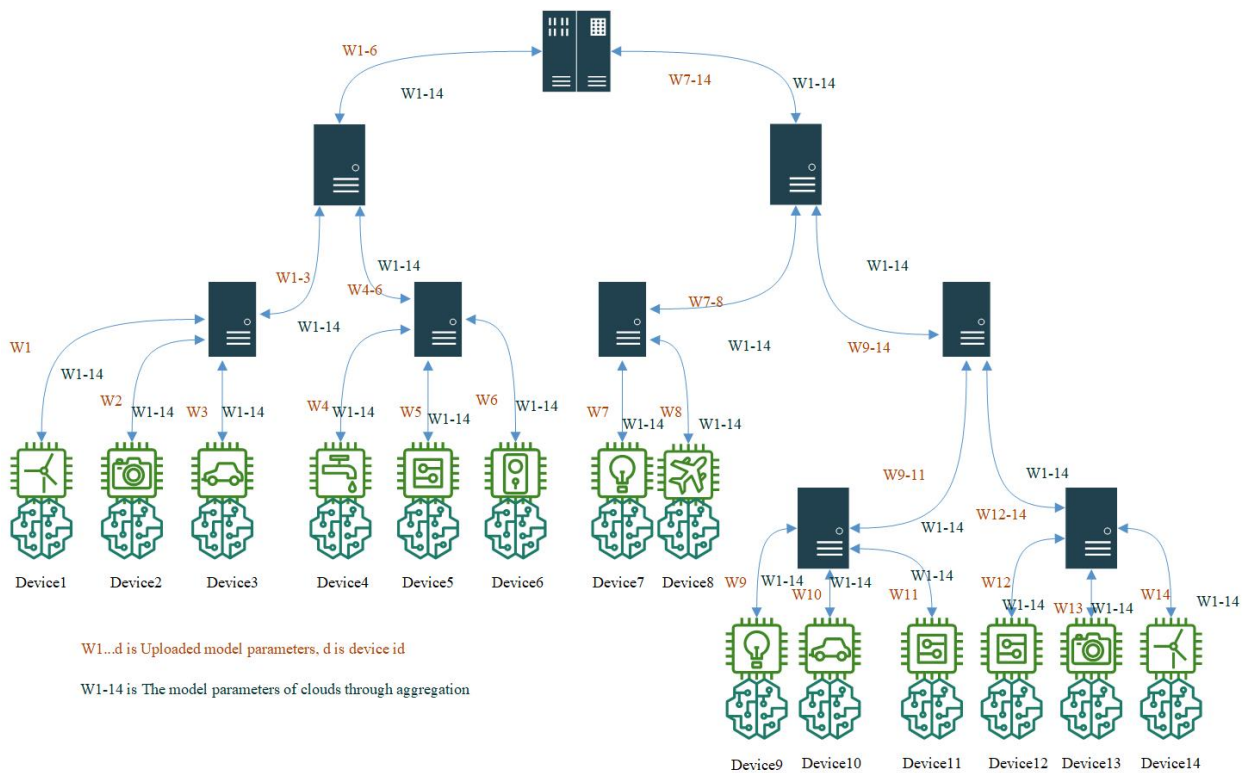 W1-6
W7-14
W1-14
W1-14
W1-3
W1-14
W4-6
W1-14
W7-8
W1-14
W1-14
W9-14
W1
W1-14
W2
W1-14
W3
W1-14
W4
W1-14
W5
W1-14
W6
W1-14
W7
W1-14
W8
W1-14
Device1
Device2
Device3
Device4
Device5
Device6
Device7
Device8
W9-11
W1-14
W1-14
W12-14
W9
W1-14
W10
W1-14
W11
W1-14
W12
W1-14
W13
W1-14
W14
W1-14
W1...d is Uploaded model parameters, d is device id
W1-14 is The model parameters of clouds through aggregation
Device9
Device10
Device11
Device12
Device13
Device14